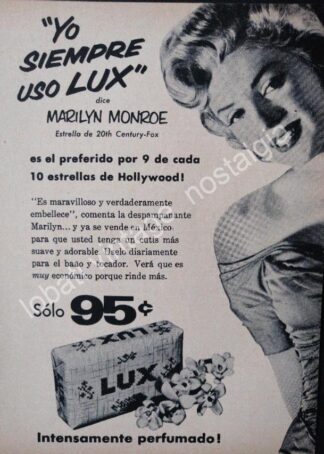 "Yo
SIEMPRE
USO LUX"
dice
MARILYN MONROE
Estrella de 20th Century-Fox
es el preferido por 9 de cada
10 estrellas de Hollywood!
"Es maravilloso y verdaderamente
embellece", comenta la despampanante
Marilyn... y ya se vende en México
para que usted tenga un cutis más
suave y adorable. Uselo diariamente
para el baño y tocador. Verá que es
muy económico porque rinde más.
Sólo 95¢
LUX
LUX
Intensamente perfumado!